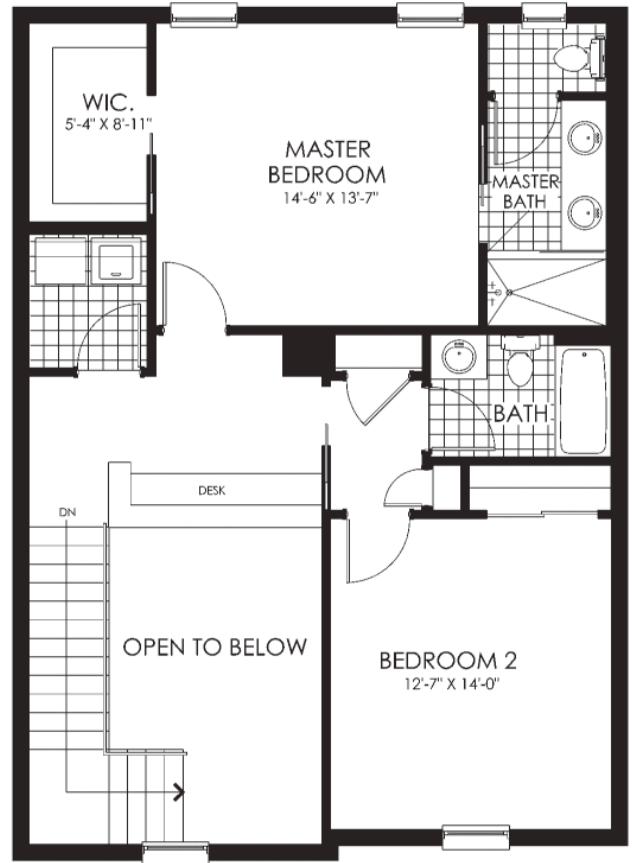 WIC.
5'-4" X 8'-11"
MASTER
BEDROOM
14'-6" X 13'-7"
MASTER
BATH
BATH
DESK
DN
OPEN TO BELOW
BEDROOM 2
12'-7" X 14'-0"